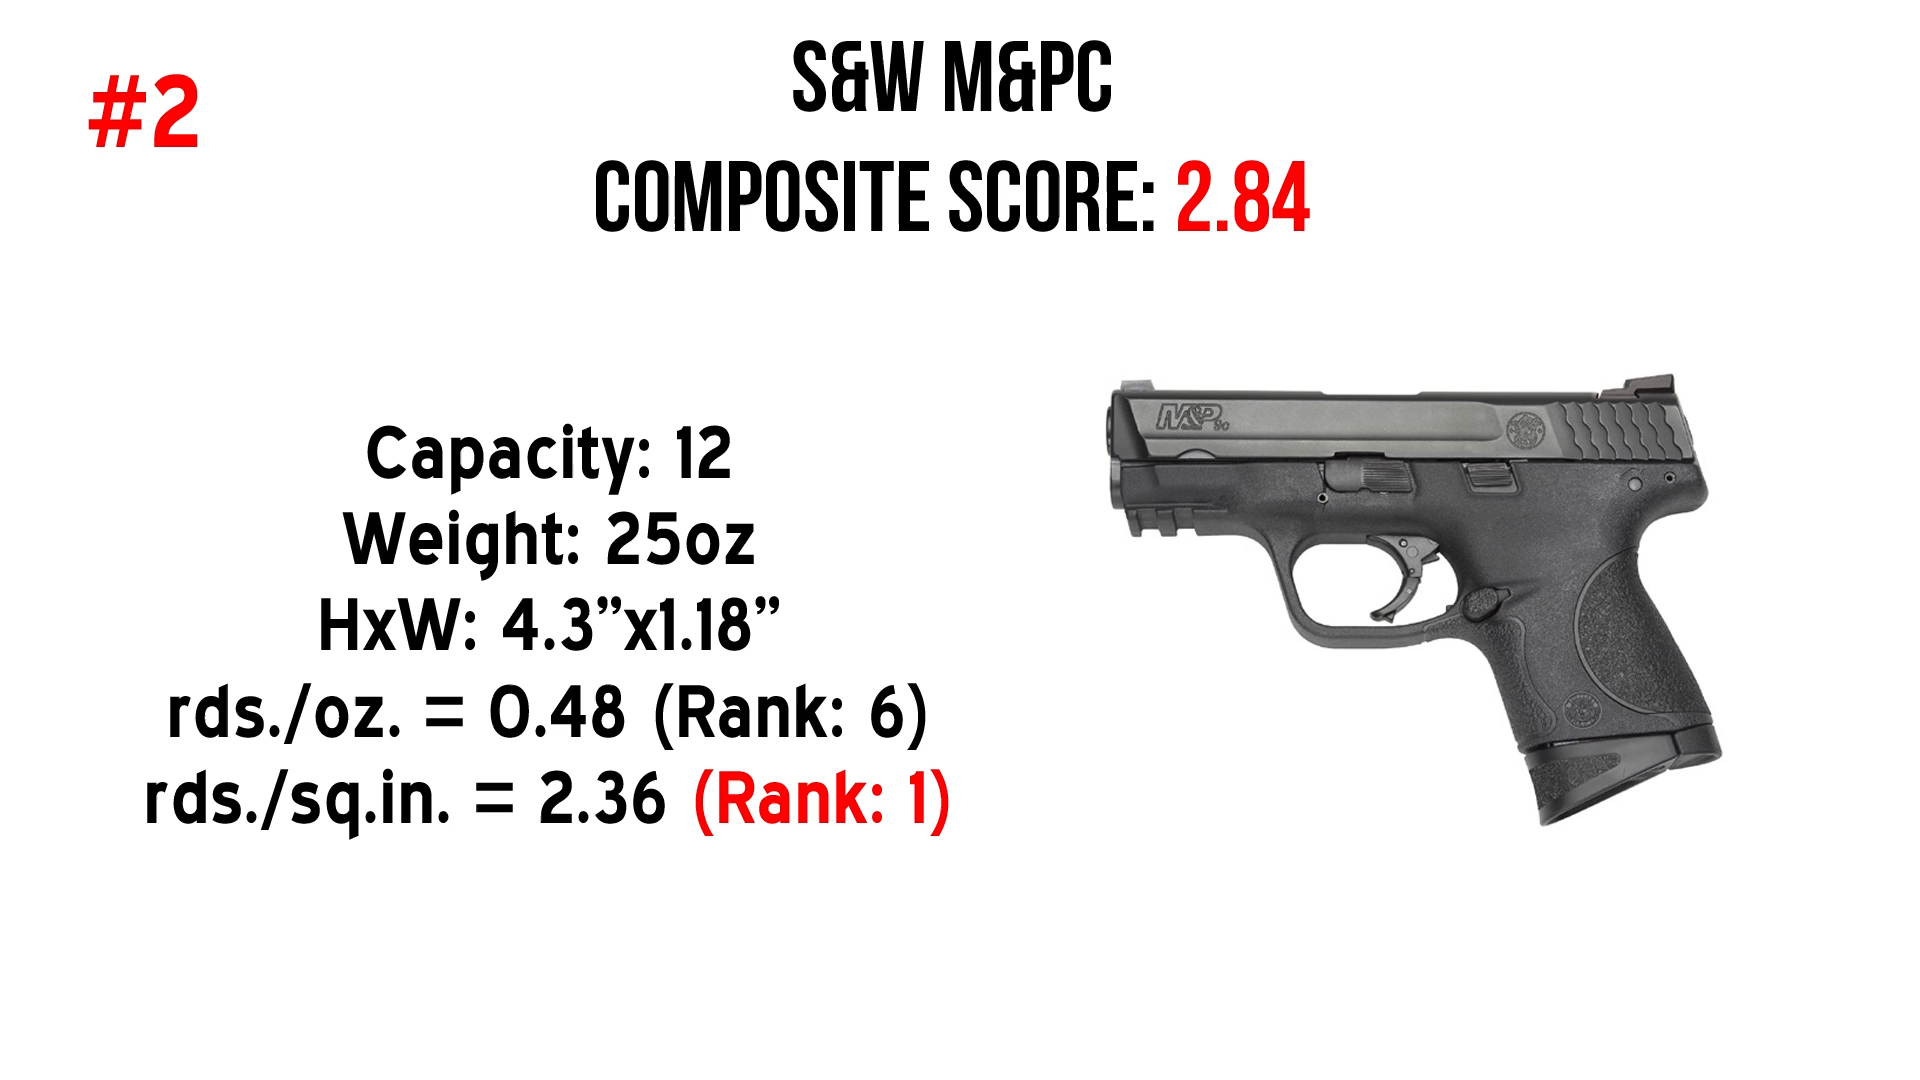 #2
S&W M&PC
COMPOSITE SCORE: 2.84
Capacity: 12
Weight: 25oz
HxW: 4.3”x1.18”
rds./oz. = 0.48 (Rank: 6)
rds./sq.in. = 2.36 (Rank: 1)
M&P 9c